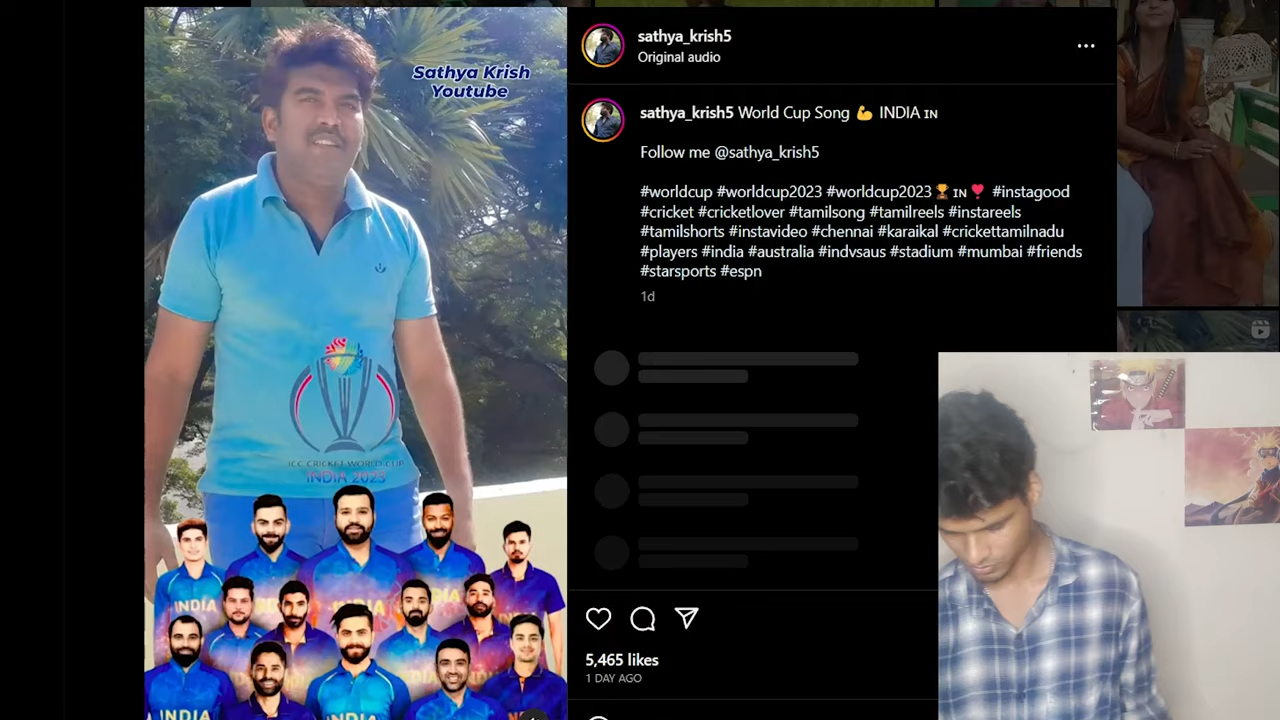 Sathya Krish
Youtube
ICC CRICKET WORLD CUP
INDIA 2023
INDIA
INDIA
INDIA
sathya_krish5
Original audio
sathya_krish5 World Cup Song 💪 INDIA ɪɴ
Follow me @sathya_krish5
#worldcup #worldcup2023 #worldcup2023🏆ɪɴ❣️ #instagood
#cricket #cricketlover #tamilsong #tamilreels #instareels
#tamilshorts #instavideo #chennai #karaikal #crickettamilnadu
#players #india #australia #indvsaus #stadium #mumbai #friends
#starsports #espn
1d
5,465 likes
1 DAY AGO